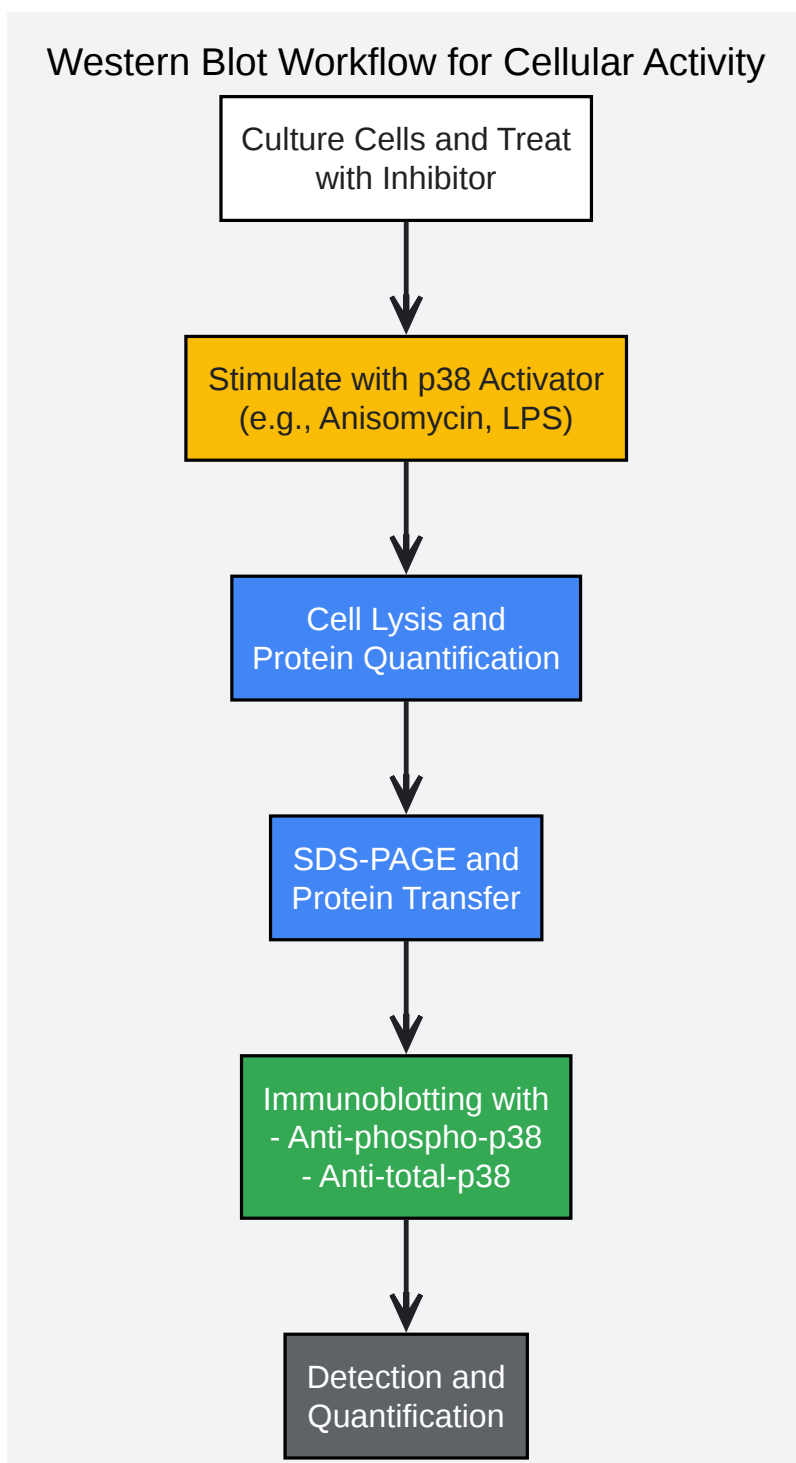 Western Blot Workflow for Cellular Activity
Culture Cells and Treat
with Inhibitor
Stimulate with p38 Activator
(e.g., Anisomycin, LPS)
Cell Lysis and
Protein Quantification
SDS-PAGE and
Protein Transfer
Immunoblotting with
- Anti-phospho-p38
- Anti-total-p38
Detection and
Quantification